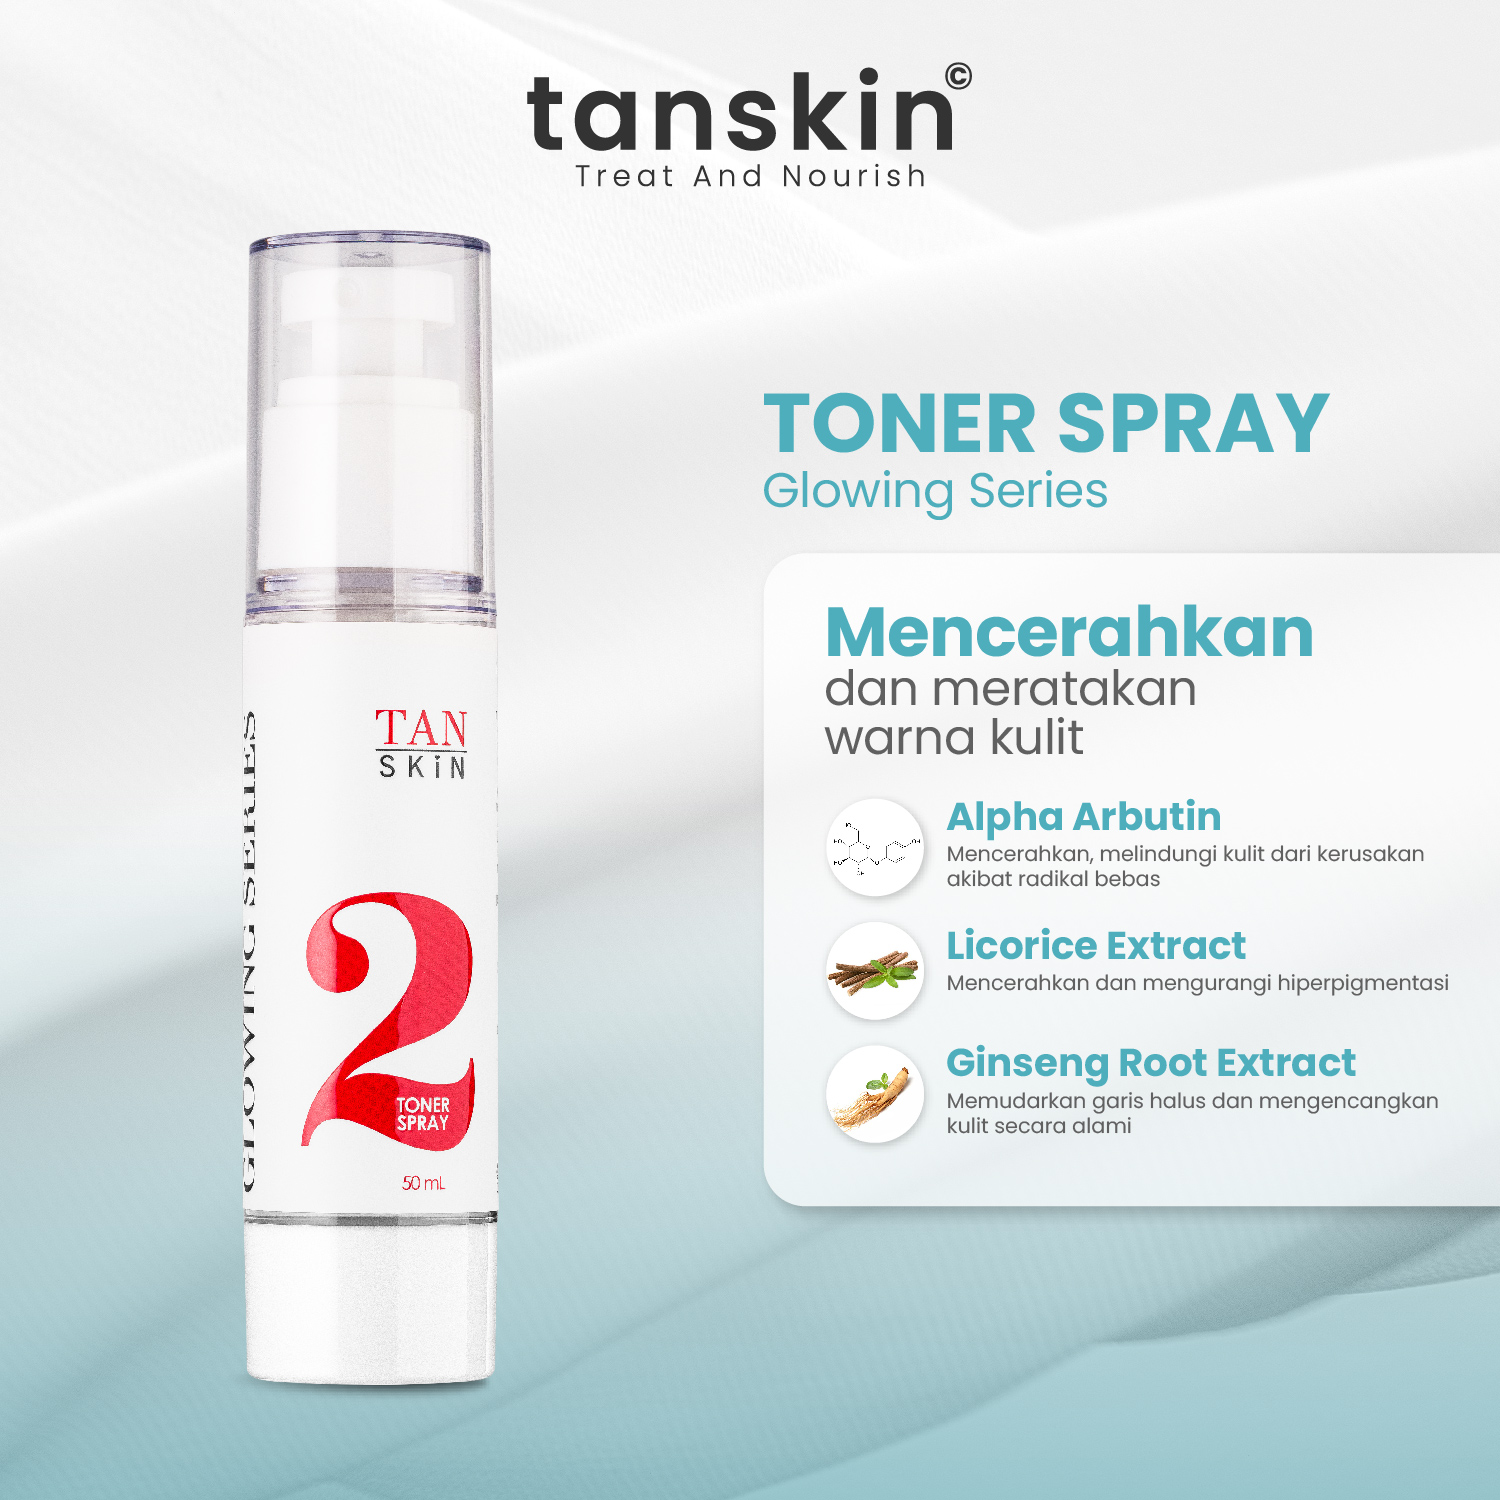 tanskin©
Treat And Nourish
TONER SPRAY
Glowing Series
Mencerahkan
dan meratakan
warna kulit
Alpha Arbutin
Mencerahkan, melindungi kulit dari kerusakan
akibat radikal bebas
Licorice Extract
Mencerahkan dan mengurangi hiperpigmentasi
Ginseng Root Extract
Memudarkan garis halus dan mengencangkan
kulit secara alami
GLOWING SERIES
TAN
SKiN
2
TONER
SPRAY
50 mL